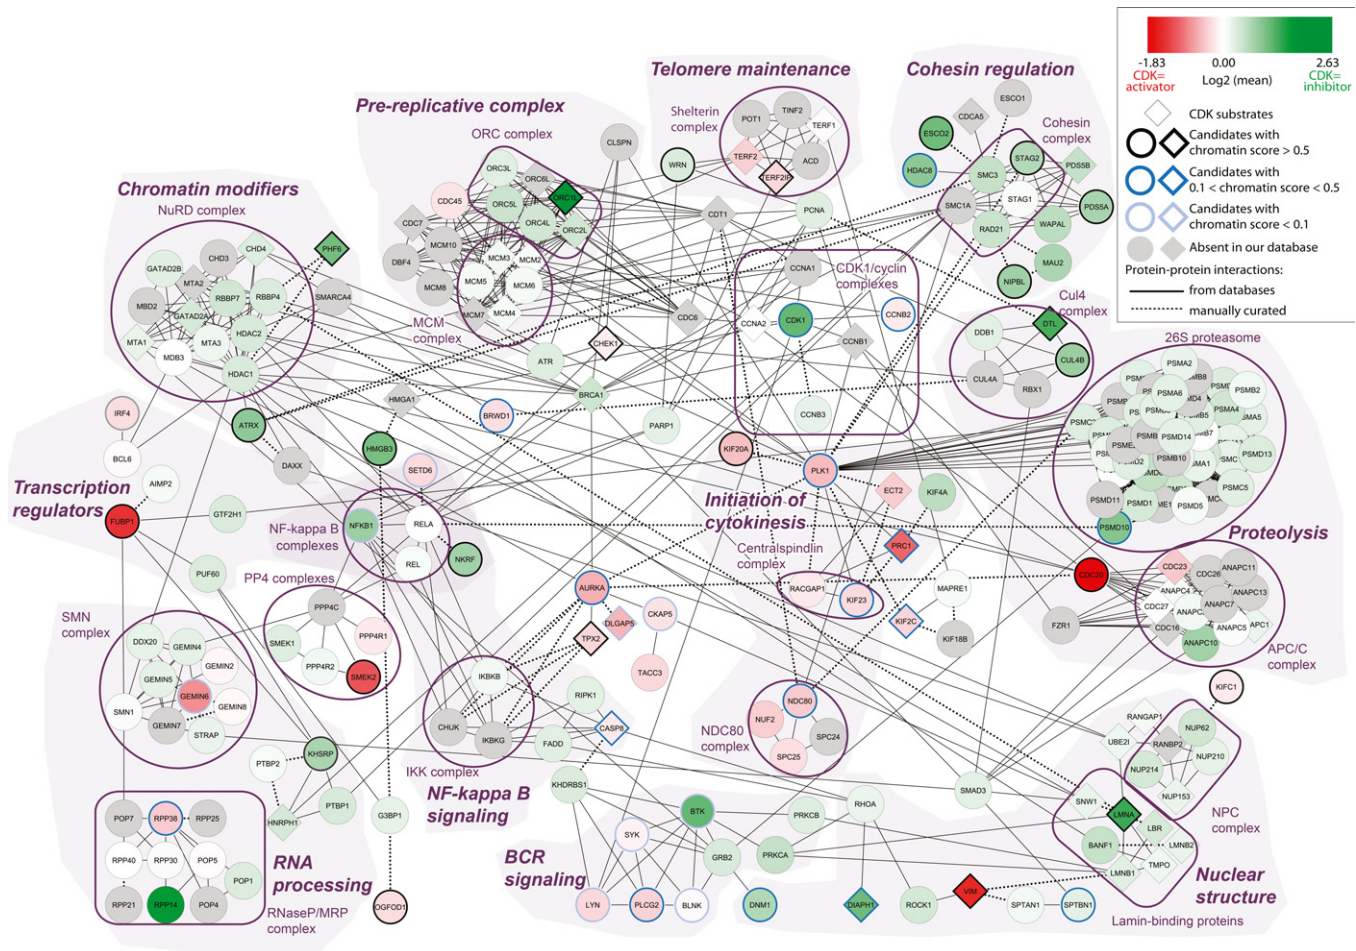 -1.83
0.00
2.63
CDK=
activator
Log2 (mean)
CDK=
inhibitor
CDK substrates
Candidates with
chromatin score > 0.5
Candidates with
0.1 < chromatin score < 0.5
Candidates with
chromatin score < 0.1
Absent in our database
Protein-protein interactions:
from databases
manually curated
Telomere maintenance
Shelterin
complex
POT1
TINF2
TERF1
TERF2
ACD
TERF2IP
WRN
PCNA
Cohesin regulation
ESCO1
CDCA5
ESCO2
Cohesin
complex
HDAC8
STAG2
SMC3
PDS5B
STAG1
SMC1A
PDS5A
RAD21
WAPAL
MAU2
NIPBL
Pre-replicative complex
ORC complex
CLSPN
ORC3L
ORC6L
ORC1L
CDC45
ORC5L
ORC4L
ORC2L
CDC7
MCM10
CDT1
DBF4
MCM3
MCM2
MCM8
MCM5
MCM6
MCM7
MCM4
CDC6
MCM
complex
CHEK1
ATR
BRCA1
PARP1
Chromatin modifiers
NuRD complex
CHD4
PHF6
GATAD2B
CHD3
MTA2
RBBP7
RBBP4
MBD2
SMARCA4
GATAD2A
HDAC2
MTA1
MTA3
MDB3
HDAC1
HMGA1
BRWD1
ATRX
HMGB3
DAXX
SETD6
CDK1/cyclin
complexes
CCNA1
CCNA2
CDK1
CCNB2
CCNB1
CCNB3
Cul4
complex
DDB1
DTL
CUL4B
CUL4A
RBX1
26S proteasome
PSMA2
PSMA6
PSMB2
PSMA4
PSMD14
PSMB10
PSMD13
PSMD2
PSMC5
PSMD11
PSMD1
PSMD5
PSMD10
Proteolysis
IRF4
BCL6
Transcription
regulators
AIMP2
FUBP1
GTF2H1
PUF60
NF-kappa B
complexes
NFKB1
RELA
REL
NKRF
PP4 complexes
PPP4C
SMEK1
PPP4R1
PPP4R2
SMEK2
SMN
complex
DDX20
GEMIN4
GEMIN2
GEMIN5
GEMIN6
SMN1
GEMIN7
GEMIN8
STRAP
KIF20A
PLK1
Initiation of
cytokinesis
ECT2
KIF4A
PRC1
Centralspindlin
complex
RACGAP1
KIF23
MAPRE1
KIF2C
KIF18B
CDC20
FZR1
CDC23
CDC26
ANAPC11
ANAPC4
ANAPC13
CDC27
ANAPC7
CDC16
ANAPC5
ANAPC10
APC/C
complex
AURKA
TPX2
DLGAP5
CKAP5
TACC3
IKBKB
CHUK
IKBKG
IKK complex
NF-kappa B
signaling
RIPK1
FADD
CASP8
KHDRBS1
NDC80
NUF2
SPC24
SPC25
NDC80
complex
KIFC1
RANGAP1
NUP62
UBE2I
RANBP2
NUP210
NUP214
NUP153
NPC
complex
SMAD3
SNW1
LMNA
LBR
BANF1
LMNB2
TMPO
LMNB1
Nuclear
structure
Lamin-binding proteins
PTBP2
KHSRP
HNRPH1
PTBP1
G3BP1
OGFOD1
POP7
RPP38
RPP25
RPP40
RPP30
POP5
POP1
RPP21
RPP14
POP4
RNA
processing
RNaseP/MRP
complex
BCR
signaling
SYK
BTK
GRB2
LYN
PLCG2
BLNK
DNM1
PRKCB
PRKCA
RHOA
DIAPH1
ROCK1
VIM
SPTAN1
SPTBN1